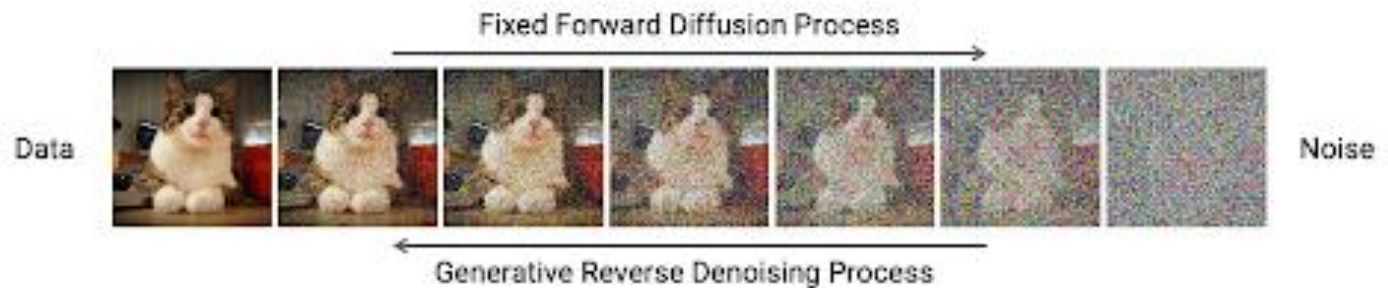 Fixed Forward Diffusion Process
Data
Noise
Generative Reverse Denoising Process